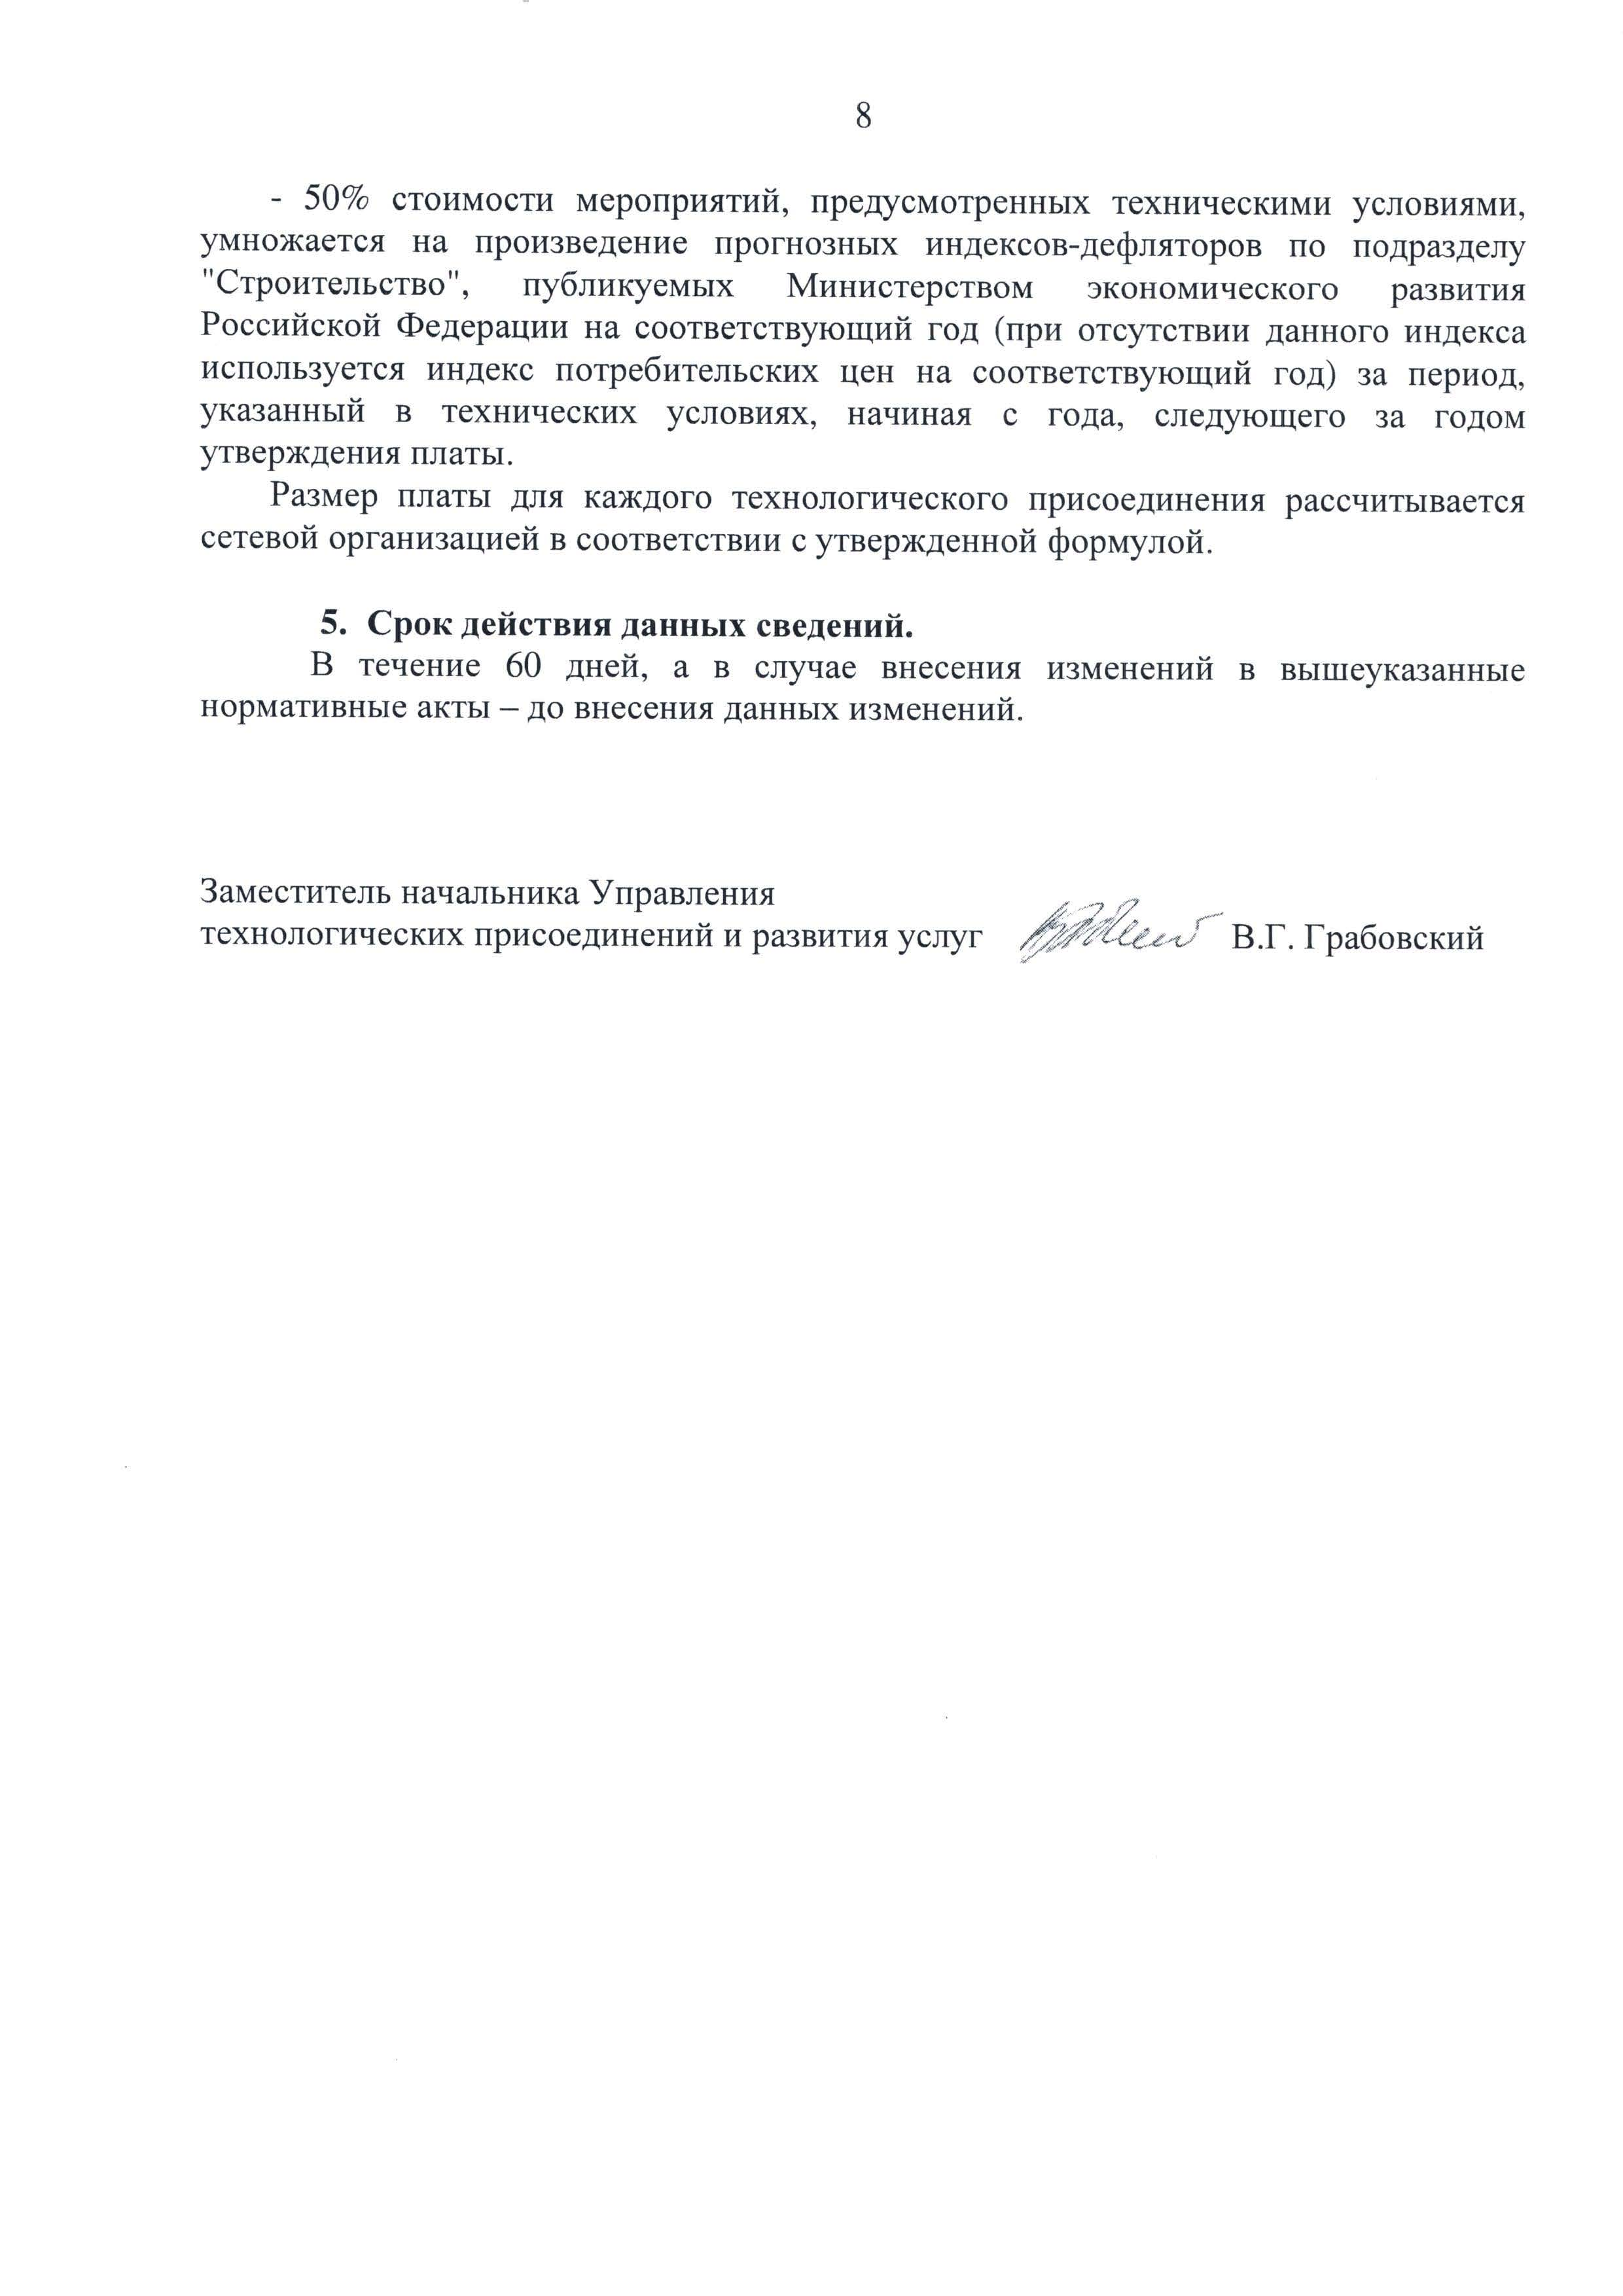 8
- 50% стоимости мероприятий, предусмотренных техническими условиями,
умножается на произведение прогнозных индексов-дефляторов по подразделу
"Строительство", публикуемых Министерством экономического развития
Российской Федерации на соответствующий год (при отсутствии данного индекса
используется индекс потребительских цен на соответствующий год) за период,
указанный в технических условиях, начиная с года, следующего за годом
утверждения платы.
Размер платы для каждого технологического присоединения рассчитывается
сетевой организацией в соответствии с утвержденной формулой.
5. Срок действия данных сведений.
В течение 60 дней, а в случае внесения изменений в вышеуказанные
нормативные акты – до внесения данных изменений.
Заместитель начальника Управления
технологических присоединений и развития услуг В.Г. Грабовский